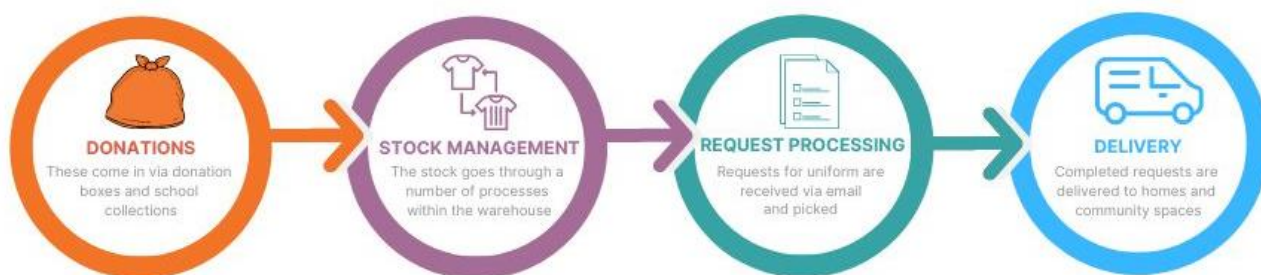 DONATIONS
These come in via donation
boxes and school
collections
STOCK MANAGEMENT
The stock goes through a
number of processes
within the warehouse
REQUEST PROCESSING
Requests for uniform are
received via email
and picked
DELIVERY
Completed requests are
delivered to homes and
community spaces